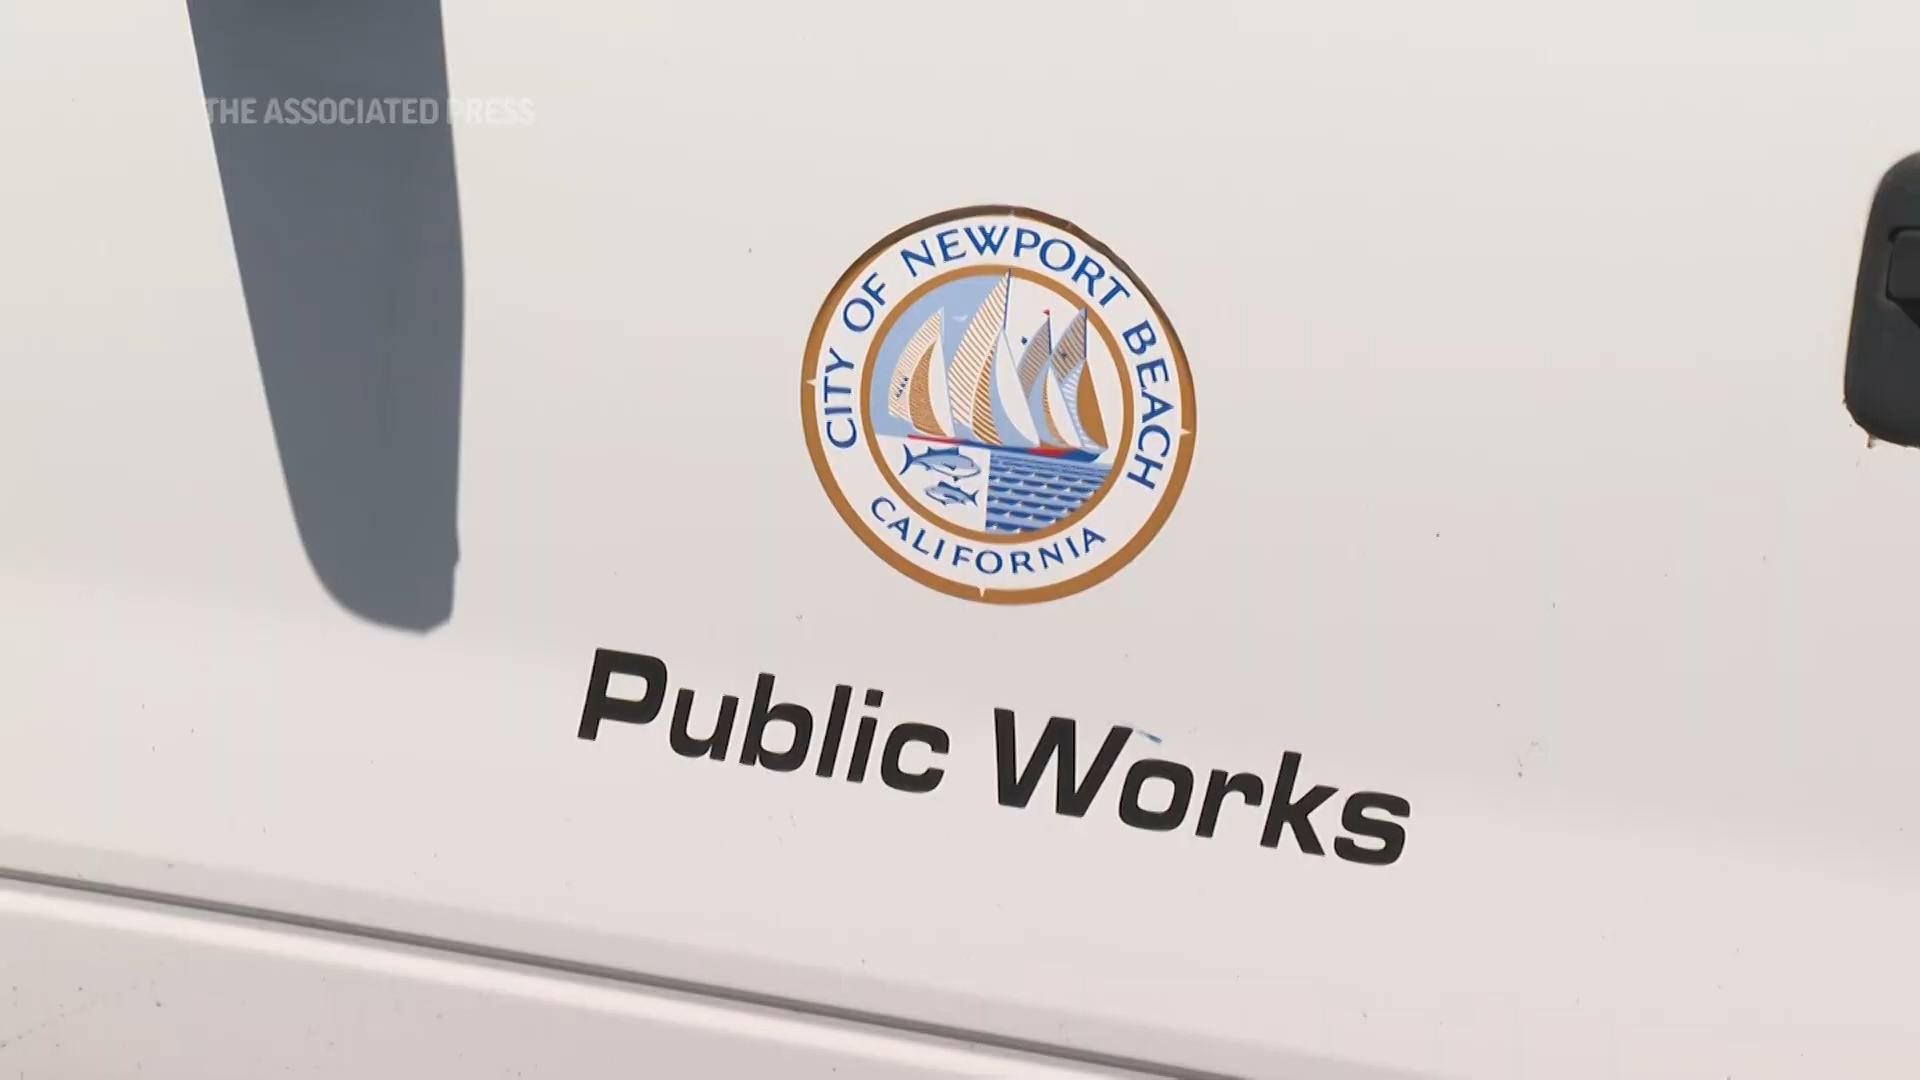 THE ASSOCIATED PRESS
CITY OF NEWPORT BEACH
CALIFORNIA
Public Works